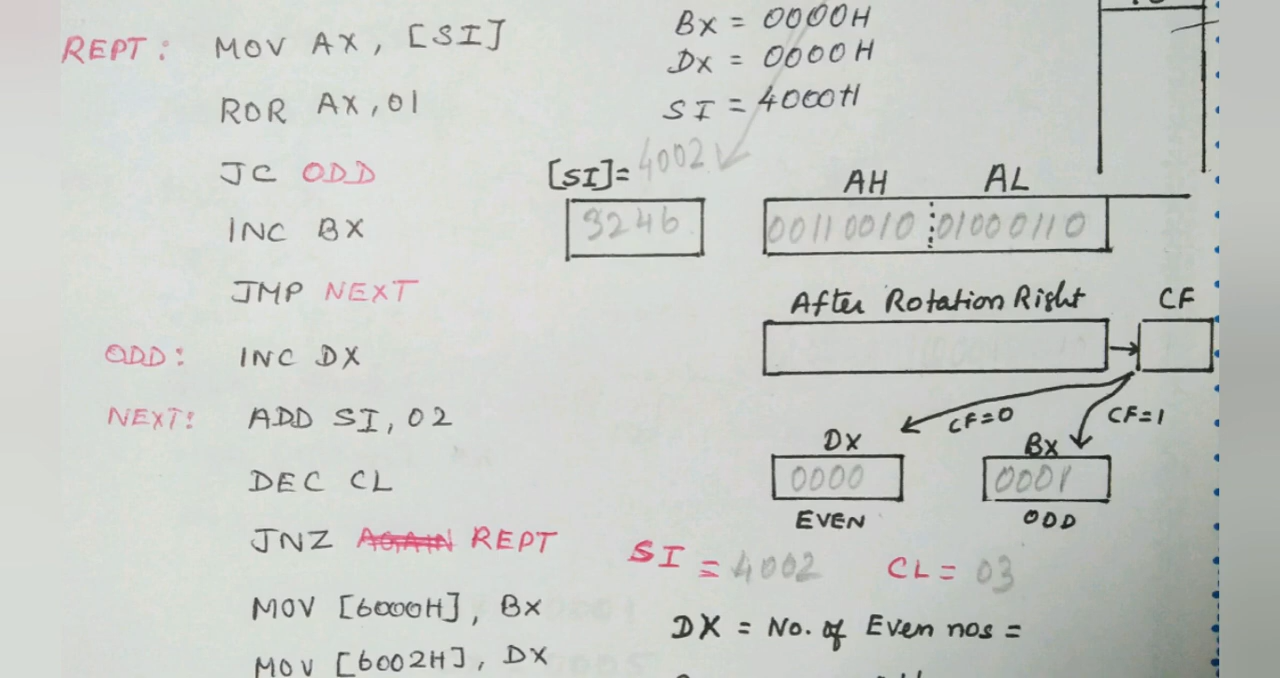 REPT: MOV AX, [SI]
ROR AX, 01
JC ODD
INC BX
JMP NEXT
ODD: INC DX
NEXT: ADD SI, 02
DEC CL
JNZ AGAIN REPT
MOV [6000H], BX
MOV [6002H], DX
BX = 0000H
DX = 0000H
SI = 4000H
[SI]= 4002
3246
AH AL
00110010 01000110
After Rotation Right CF
CF=0 CF=1
DX BX
0000 0001
EVEN ODD
SI = 4002 CL = 03
DX = No. of Even nos =